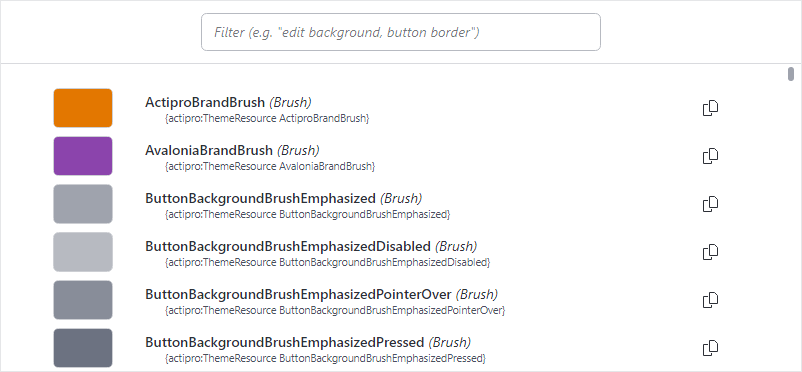 Filter (e.g. "edit background, button border")
ActiproBrandBrush (Brush)
{actipro:ThemeResource ActiproBrandBrush}
AvaloniaBrandBrush (Brush)
{actipro:ThemeResource AvaloniaBrandBrush}
ButtonBackgroundBrushEmphasized (Brush)
{actipro:ThemeResource ButtonBackgroundBrushEmphasized}
ButtonBackgroundBrushEmphasizedDisabled (Brush)
{actipro:ThemeResource ButtonBackgroundBrushEmphasizedDisabled}
ButtonBackgroundBrushEmphasizedPointerOver (Brush)
{actipro:ThemeResource ButtonBackgroundBrushEmphasizedPointerOver}
ButtonBackgroundBrushEmphasizedPressed (Brush)
{actipro:ThemeResource ButtonBackgroundBrushEmphasizedPressed}